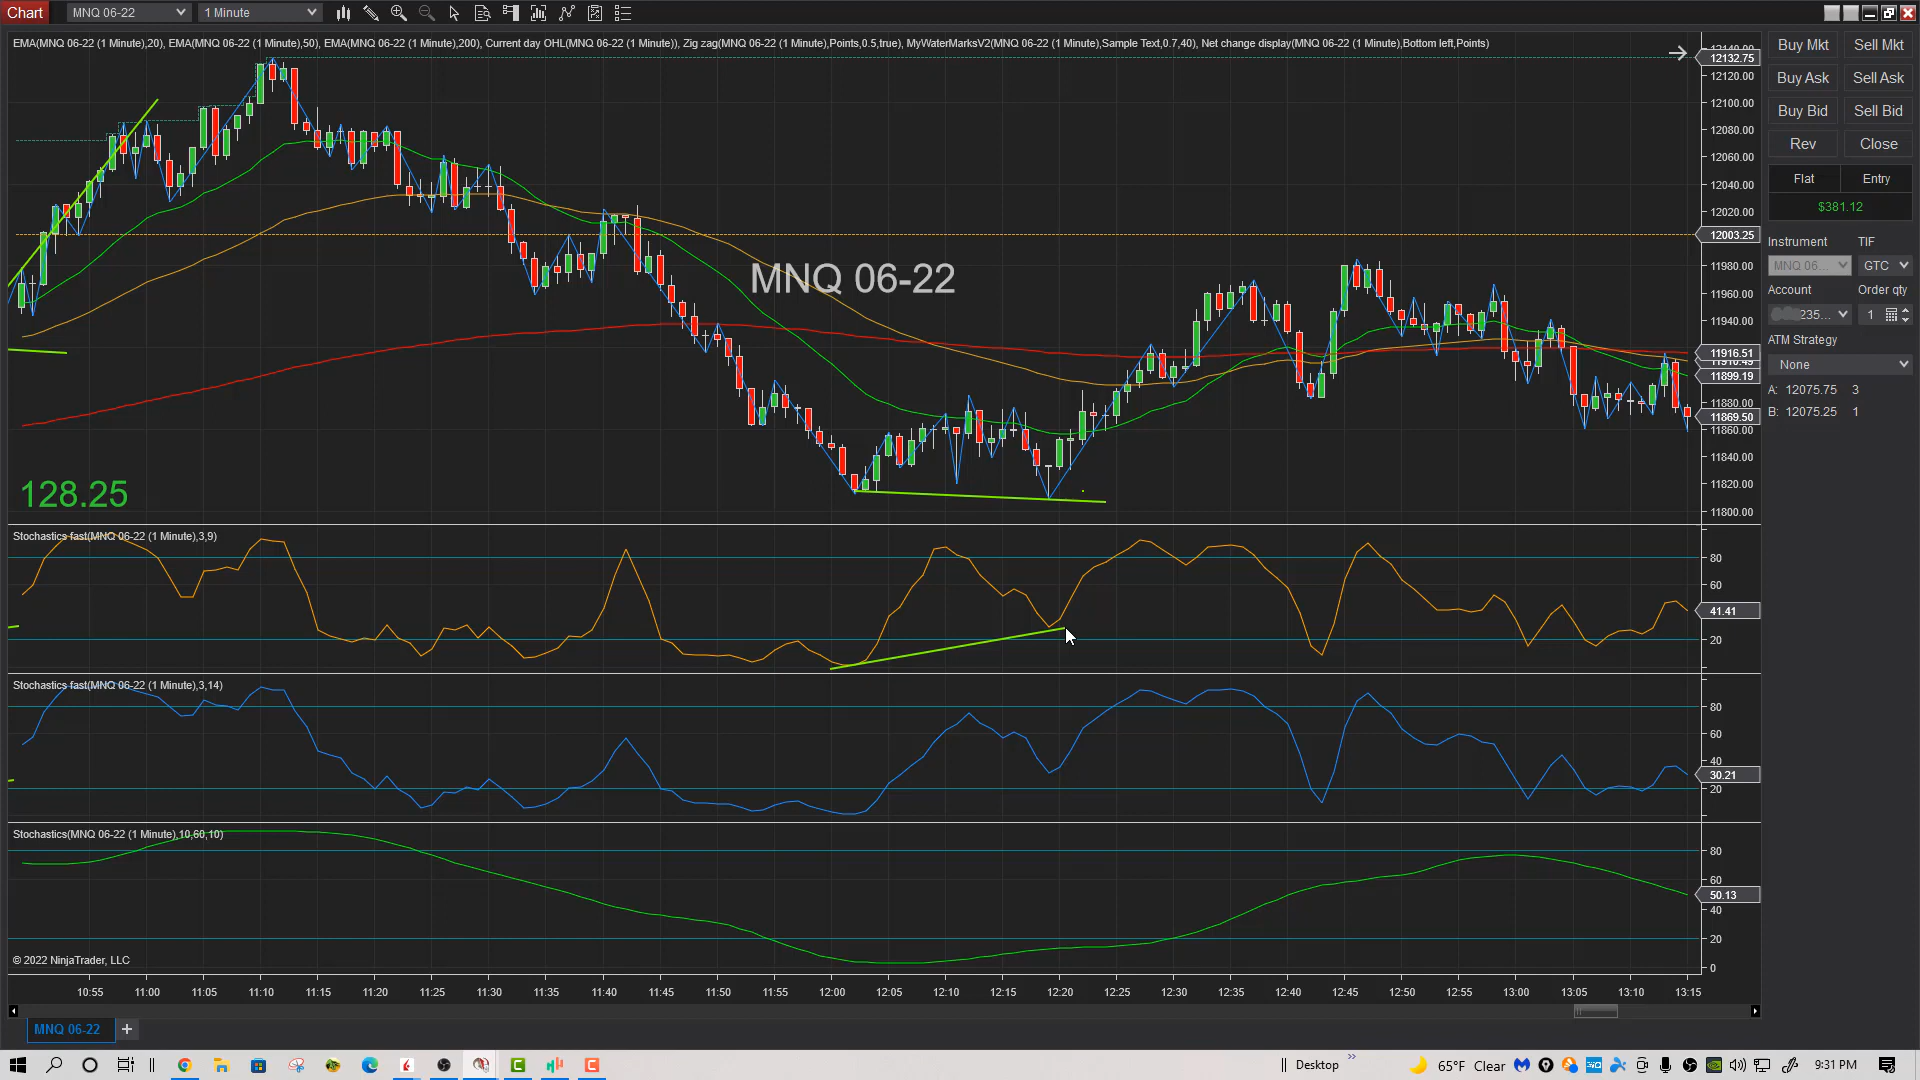 Chart MNQ 06-22 1 Minute
EMA(MNQ 06-22 (1 Minute),20), EMA(MNQ 06-22 (1 Minute),50), EMA(MNQ 06-22 (1 Minute),200), Current day OHL(MNQ 06-22 (1 Minute)), Zig zag(MNQ 06-22 (1 Minute),Points,0.5,true), MyWaterMarksV2(MNQ 06-22 (1 Minute),Sample Text,0.7,40), Net change display(MNQ 06-22 (1 Minute),Bottom left,Points)
12140.00
12132.75
12120.00
12100.00
12080.00
12060.00
12040.00
12020.00
12003.25
11980.00
11960.00
11940.00
11916.51
11899.19
11880.00
11869.50
11860.00
11840.00
11820.00
11800.00
MNQ 06-22
128.25
Buy Mkt Sell Mkt
Buy Ask Sell Ask
Buy Bid Sell Bid
Rev Close
Flat Entry
$381.12
Instrument TIF
MNQ 06... GTC
Account Order qty
235... 1
ATM Strategy
None
A: 12075.75 3
B: 12075.25 1
Stochastics fast(MNQ 06-22 (1 Minute),3,9)
80
60
41.41
20
Stochastics fast(MNQ 06-22 (1 Minute),3,14)
80
60
40
30.21
20
Stochastics(MNQ 06-22 (1 Minute),10,60,10)
80
60
50.13
40
20
0
© 2022 NinjaTrader, LLC
10:55 11:00 11:05 11:10 11:15 11:20 11:25 11:30 11:35 11:40 11:45 11:50 11:55 12:00 12:05 12:10 12:15 12:20 12:25 12:30 12:35 12:40 12:45 12:50 12:55 13:00 13:05 13:10 13:15
MNQ 06-22 +
Desktop 65°F Clear 9:31 PM